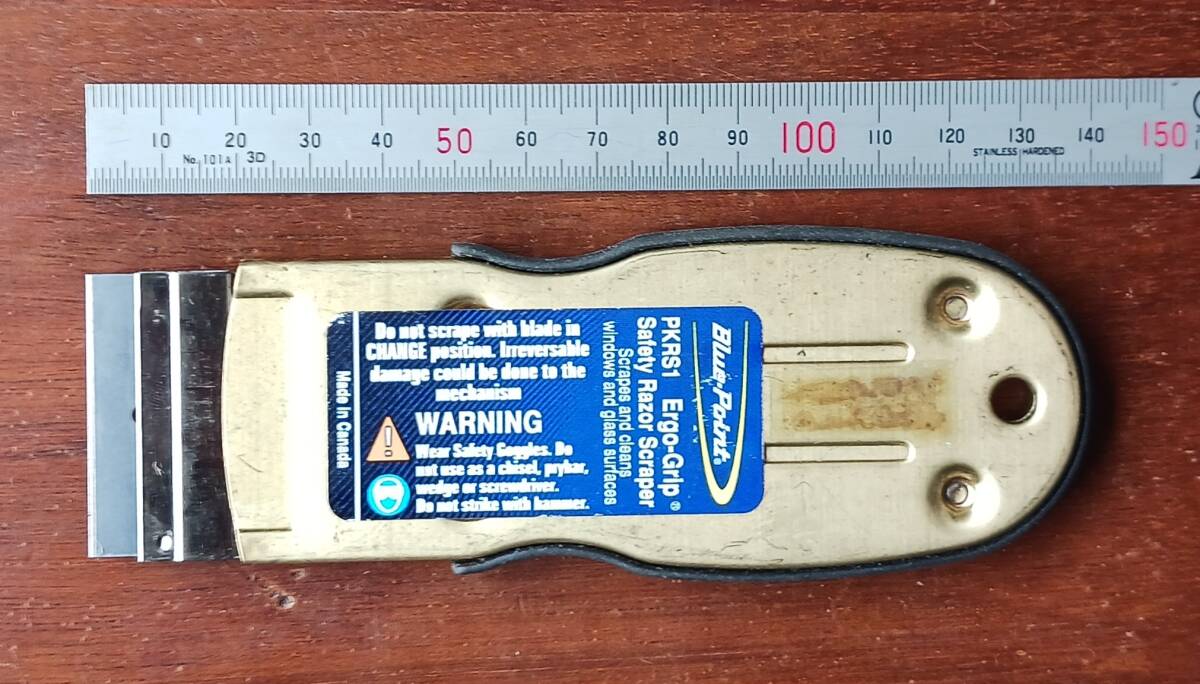 10 20 30 40 50 60 70 80 90 100 110 120 130 140 150
No. 101A 3D
STAINLESS HARDENED
Do not scrape with blade in
CHANGE position. Irreversable
damage could be done to the
mechanism
WARNING
Wear Safety Goggles. Do
not use as a chisel, prybar,
wedge or screwdriver.
Do not strike with hammer.
Made in Canada
Blue-Point®
PKRS1 Ergo-Grip®
Safety Razor Scraper
Scrapes and cleans
windows and glass surfaces